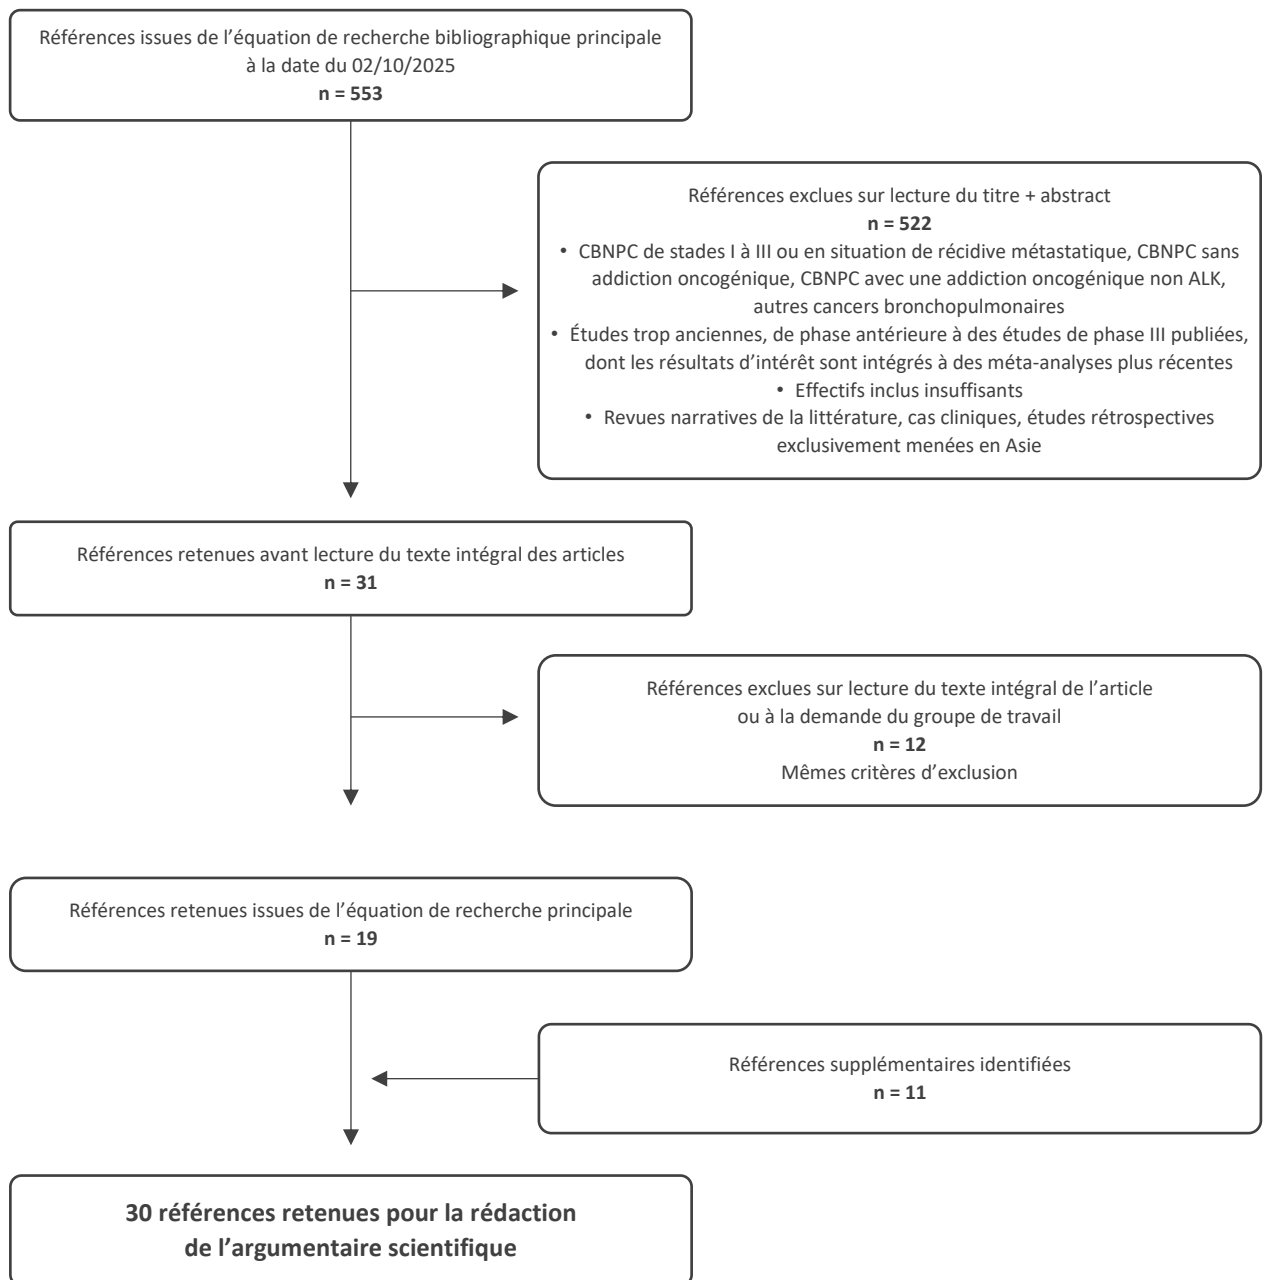 Références issues de l’équation de recherche bibliographique principale
à la date du 02/10/2025
n = 553
Références exclues sur lecture du titre + abstract
n = 522
• CBNPC de stades I à III ou en situation de récidive métastatique, CBNPC sans
addiction oncogénique, CBNPC avec une addiction oncogénique non ALK,
autres cancers bronchopulmonaires
• Études trop anciennes, de phase antérieure à des études de phase III publiées,
dont les résultats d’intérêt sont intégrés à des méta-analyses plus récentes
• Effectifs inclus insuffisants
• Revues narratives de la littérature, cas cliniques, études rétrospectives
exclusivement menées en Asie
Références retenues avant lecture du texte intégral des articles
n = 31
Références exclues sur lecture du texte intégral de l’article
ou à la demande du groupe de travail
n = 12
Mêmes critères d’exclusion
Références retenues issues de l’équation de recherche principale
n = 19
Références supplémentaires identifiées
n = 11
30 références retenues pour la rédaction
de l’argumentaire scientifique